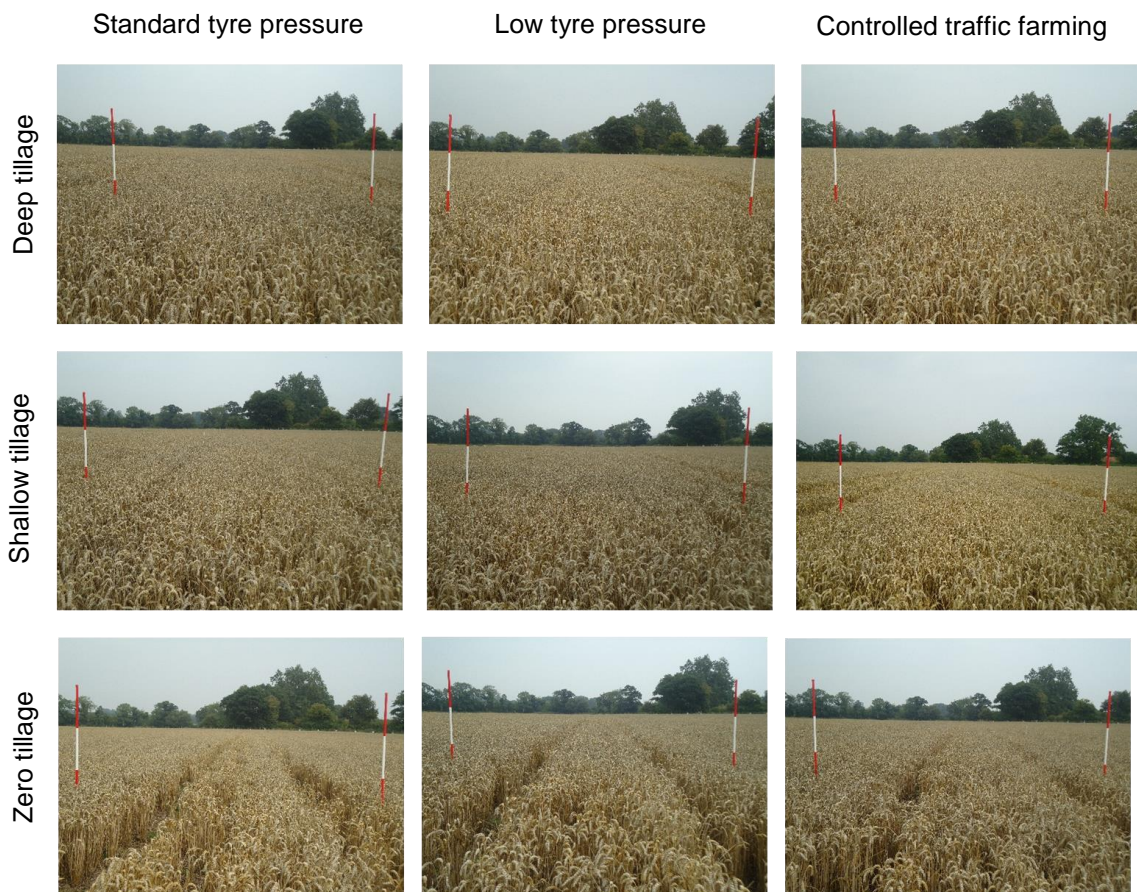 Standard tyre pressure
Low tyre pressure
Controlled traffic farming
Deep tillage
Shallow tillage
Zero tillage